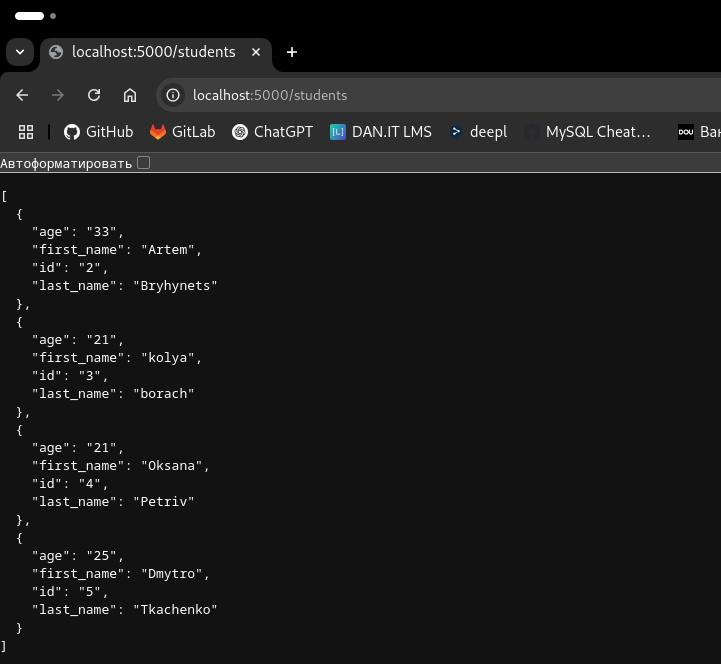 localhost:5000/students
localhost:5000/students
GitHub GitLab ChatGPT [L] DAN.IT LMS deepl MySQL Cheat… DOU Ва
Автоформатировать
[
  {
    "age": "33",
    "first_name": "Artem",
    "id": "2",
    "last_name": "Bryhynets"
  },
  {
    "age": "21",
    "first_name": "kolya",
    "id": "3",
    "last_name": "borach"
  },
  {
    "age": "21",
    "first_name": "Oksana",
    "id": "4",
    "last_name": "Petriv"
  },
  {
    "age": "25",
    "first_name": "Dmytro",
    "id": "5",
    "last_name": "Tkachenko"
  }
]